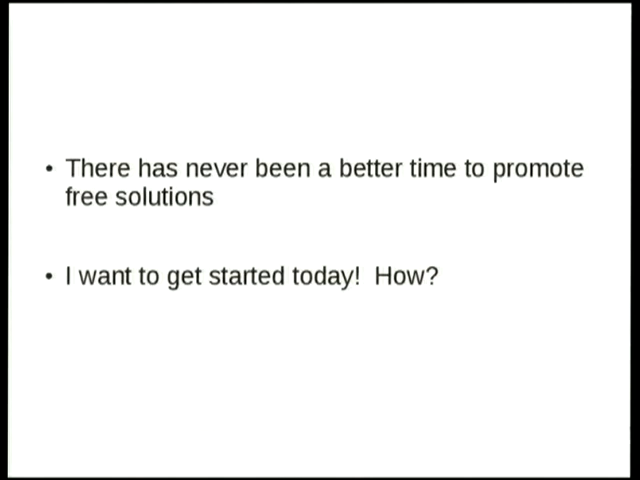 • There has never been a better time to promote
free solutions
• I want to get started today!  How?